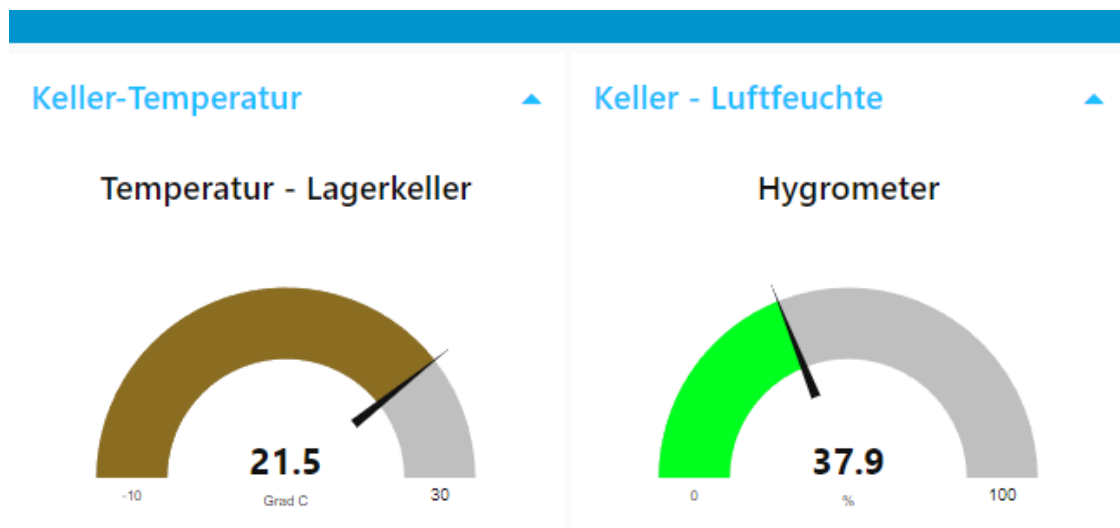 Keller-Temperatur
Temperatur - Lagerkeller
21.5
-10
Grad C
30
Keller - Luftfeuchte
Hygrometer
37.9
0
%
100